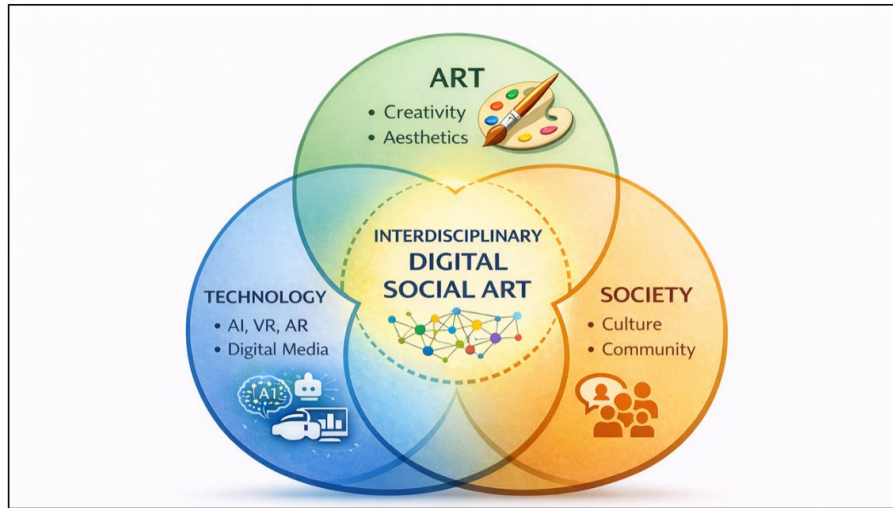 ART
• Creativity
• Aesthetics
INTERDISCIPLINARY
DIGITAL
SOCIAL ART
TECHNOLOGY
• AI, VR, AR
• Digital Media
AI
SOCIETY
• Culture
• Community